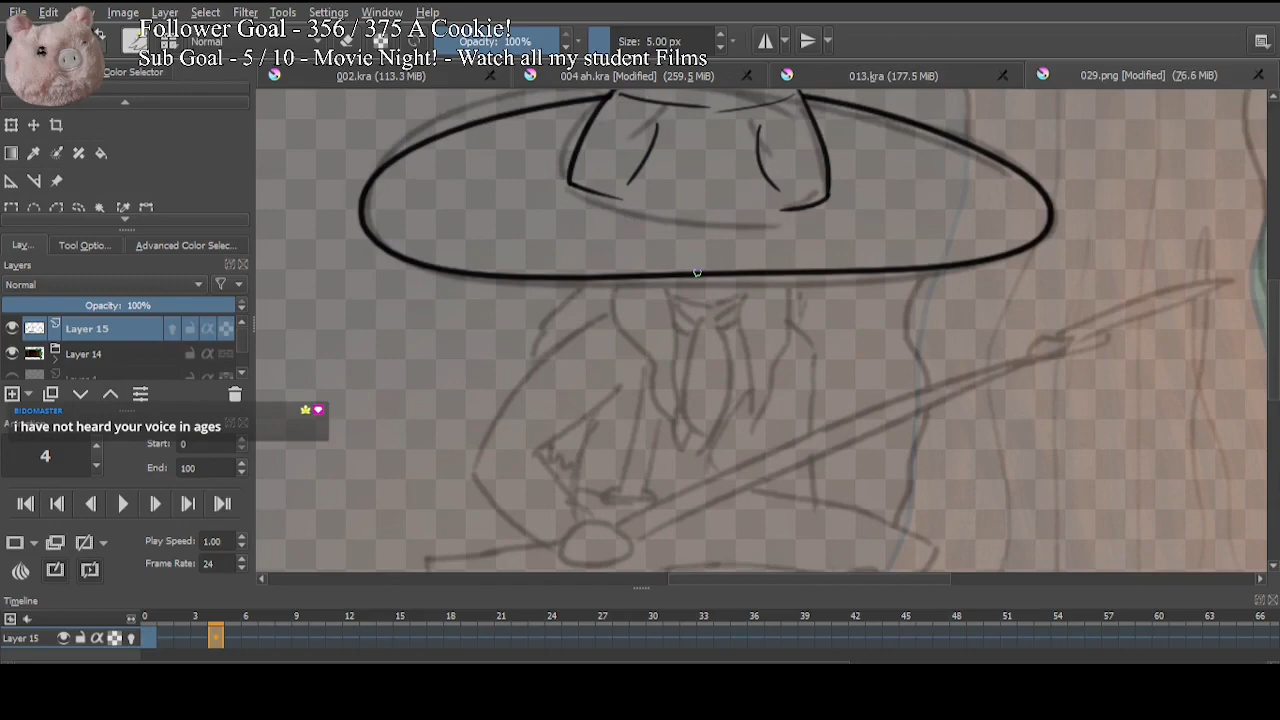 File Edit View Image Layer Select Filter Tools Settings Window Help
Follower Goal - 356 / 375 A Cookie!
Normal Opacity: 100% Size: 5.00 px
Sub Goal - 5 / 10 - Movie Night! - Watch all my student Films
Color Selector
002.kra (113.3 MiB)
004 ah.kra [Modified] (259.5 MiB)
013.kra (177.5 MiB)
029.png [Modified] (76.6 MiB)
Lay... Tool Optio... Advanced Color Selec...
Layers
Normal
Opacity: 100%
Layer 15
Layer 14
BIDOMASTER
i have not heard your voice in ages
Start: 0
4
End: 100
Play Speed: 1.00
Frame Rate: 24
Timeline
0 3 6 9 12 15 18 21 24 27 30 33 36 39 42 45 48 51 54 57 60 63 66
Layer 15